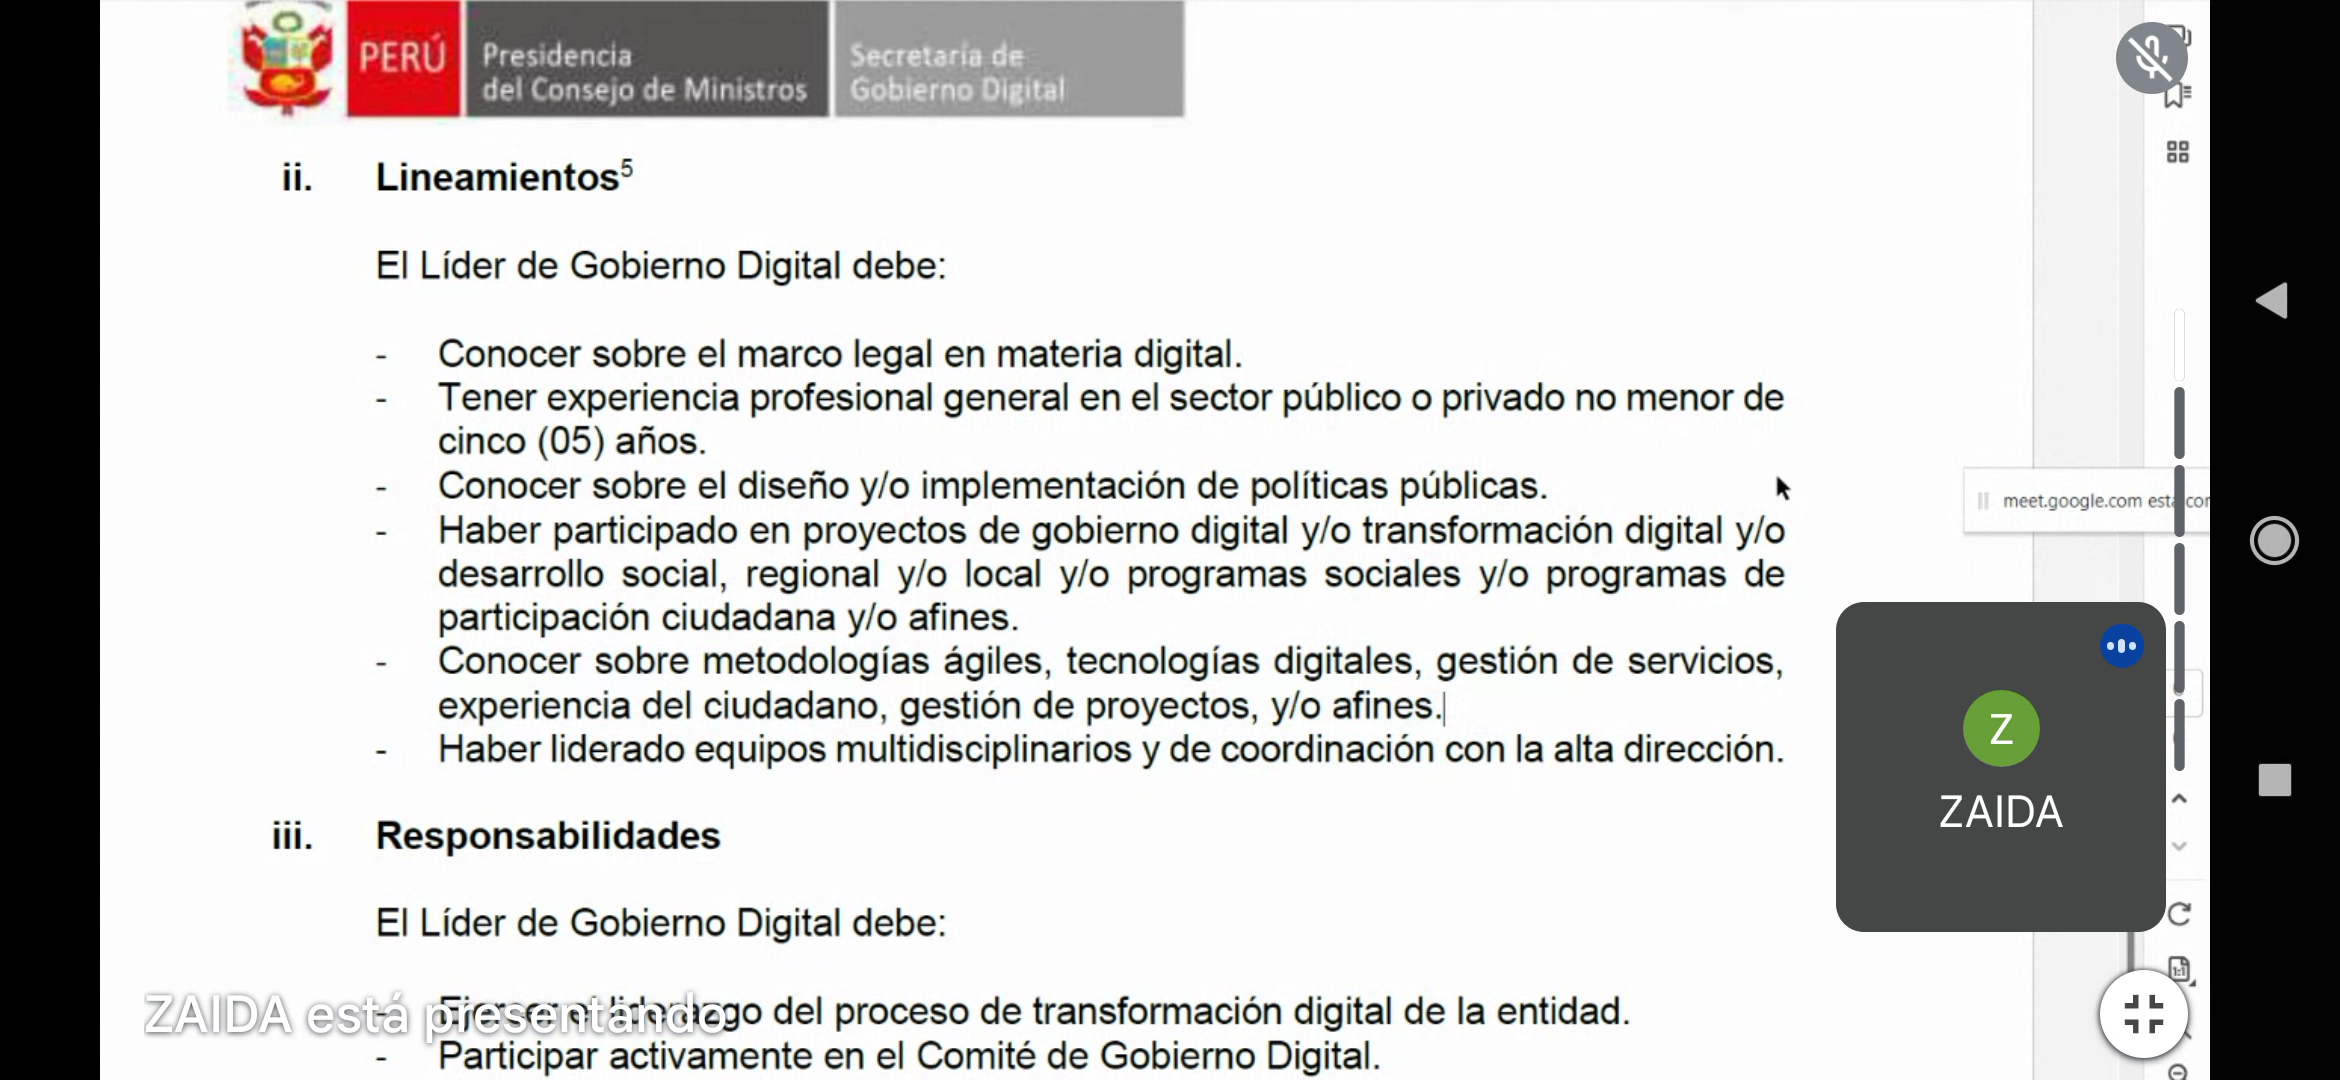 PERÚ
Presidencia
del Consejo de Ministros
Secretaría de
Gobierno Digital
ii. Lineamientos5
El Líder de Gobierno Digital debe:
- Conocer sobre el marco legal en materia digital.
- Tener experiencia profesional general en el sector público o privado no menor de
cinco (05) años.
- Conocer sobre el diseño y/o implementación de políticas públicas.
- Haber participado en proyectos de gobierno digital y/o transformación digital y/o
desarrollo social, regional y/o local y/o programas sociales y/o programas de
participación ciudadana y/o afines.
- Conocer sobre metodologías ágiles, tecnologías digitales, gestión de servicios,
experiencia del ciudadano, gestión de proyectos, y/o afines.
- Haber liderado equipos multidisciplinarios y de coordinación con la alta dirección.
iii. Responsabilidades
El Líder de Gobierno Digital debe:
- Ejercer el liderazgo del proceso de transformación digital de la entidad.
- Participar activamente en el Comité de Gobierno Digital.
ZAIDA está presentando
meet.google.com está
Z
ZAIDA